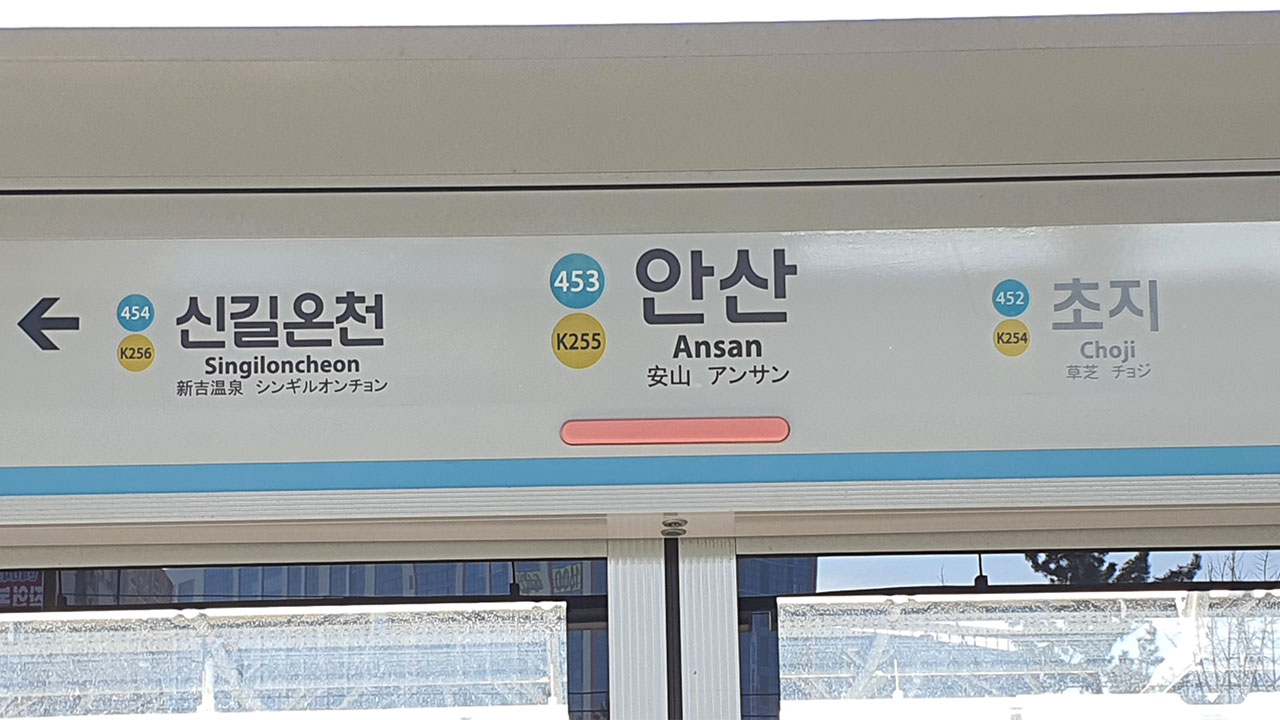 454
K256
신길온천
Singiloncheon
新吉温泉 シンギルオンチョン
453
K255
안산
Ansan
安山 アンサン
452
K254
초지
Choji
草芝 チョジ